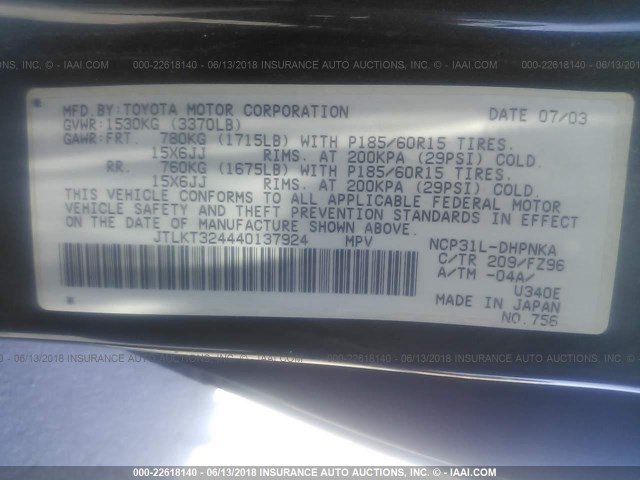 000-22618140 - 06/13/2018 INSURANCE AUTO AUCTIONS, INC. - © IAAI.COM
MFD.BY:TOYOTA MOTOR CORPORATION DATE 07/03
GVWR:1530KG (3370LB)
GAWR:FRT. 780KG (1715LB) WITH P185/60R15 TIRES.
15X6JJ RIMS. AT 200KPA (29PSI) COLD.
RR. 760KG (1675LB) WITH P185/60R15 TIRES.
15X6JJ RIMS. AT 200KPA (29PSI) COLD.
THIS VEHICLE CONFORMS TO ALL APPLICABLE FEDERAL MOTOR
VEHICLE SAFETY AND THEFT PREVENTION STANDARDS IN EFFECT
ON THE DATE OF MANUFACTURE SHOWN ABOVE.
JTLKT324440137924 MPV NCP31L-DHPNKA
C/TR 209/FZ96
A/TM -04A/
U340E
MADE IN JAPAN
NO.756
000-22618140 - 06/13/2018 INSURANCE AUTO AUCTIONS, INC. - © IAAI.COM
000-22618140 - 06/13/2018 INSURANCE AUTO AUCTIONS, INC. - © IAAI.COM